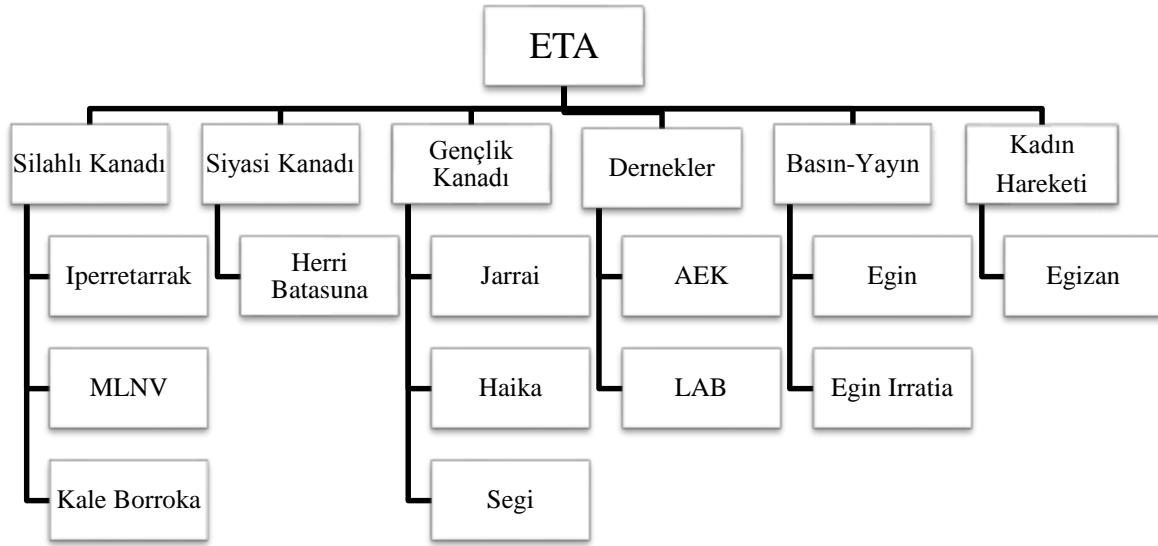 ETA
Silahlı Kanadı
Siyasi Kanadı
Gençlik
Kanadı
Dernekler
Basın-Yayın
Kadın
Hareketi
Iperretarrak
Herri
Batasuna
Jarrai
AEK
Egin
Egizan
MLNV
Haika
LAB
Egin Irratia
Kale Borroka
Segi